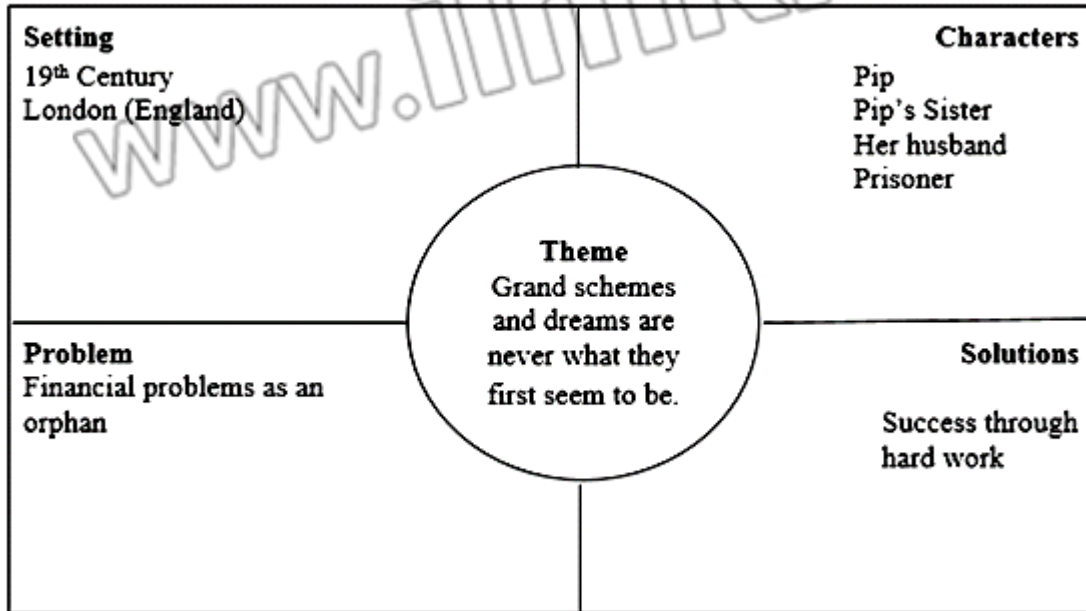 Setting
19th Century
London (England)
Characters
Pip
Pip's Sister
Her husband
Prisoner
Theme
Grand schemes
and dreams are
never what they
first seem to be.
Problem
Financial problems as an
orphan
Solutions
Success through
hard work